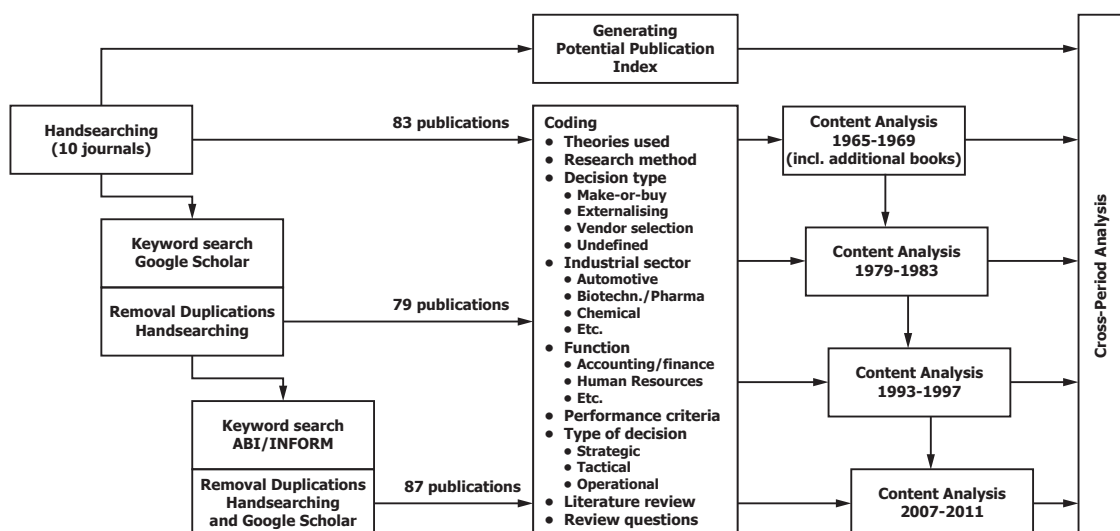 Generating
Potential Publication
Index
Handsearching
(10 journals)
83 publications
Keyword search
Google Scholar
Removal Duplications
Handsearching
79 publications
Keyword search
ABI/INFORM
Removal Duplications
Handsearching
and Google Scholar
87 publications
Coding
● Theories used
● Research method
● Decision type
● Make-or-buy
● Externalising
● Vendor selection
● Undefined
● Industrial sector
● Automotive
● Biotechn./Pharma
● Chemical
● Etc.
● Function
● Accounting/finance
● Human Resources
● Etc.
● Performance criteria
● Type of decision
● Strategic
● Tactical
● Operational
● Literature review
● Review questions
Content Analysis
1965-1969
(incl. additional books)
Content Analysis
1979-1983
Content Analysis
1993-1997
Content Analysis
2007-2011
Cross-Period Analysis